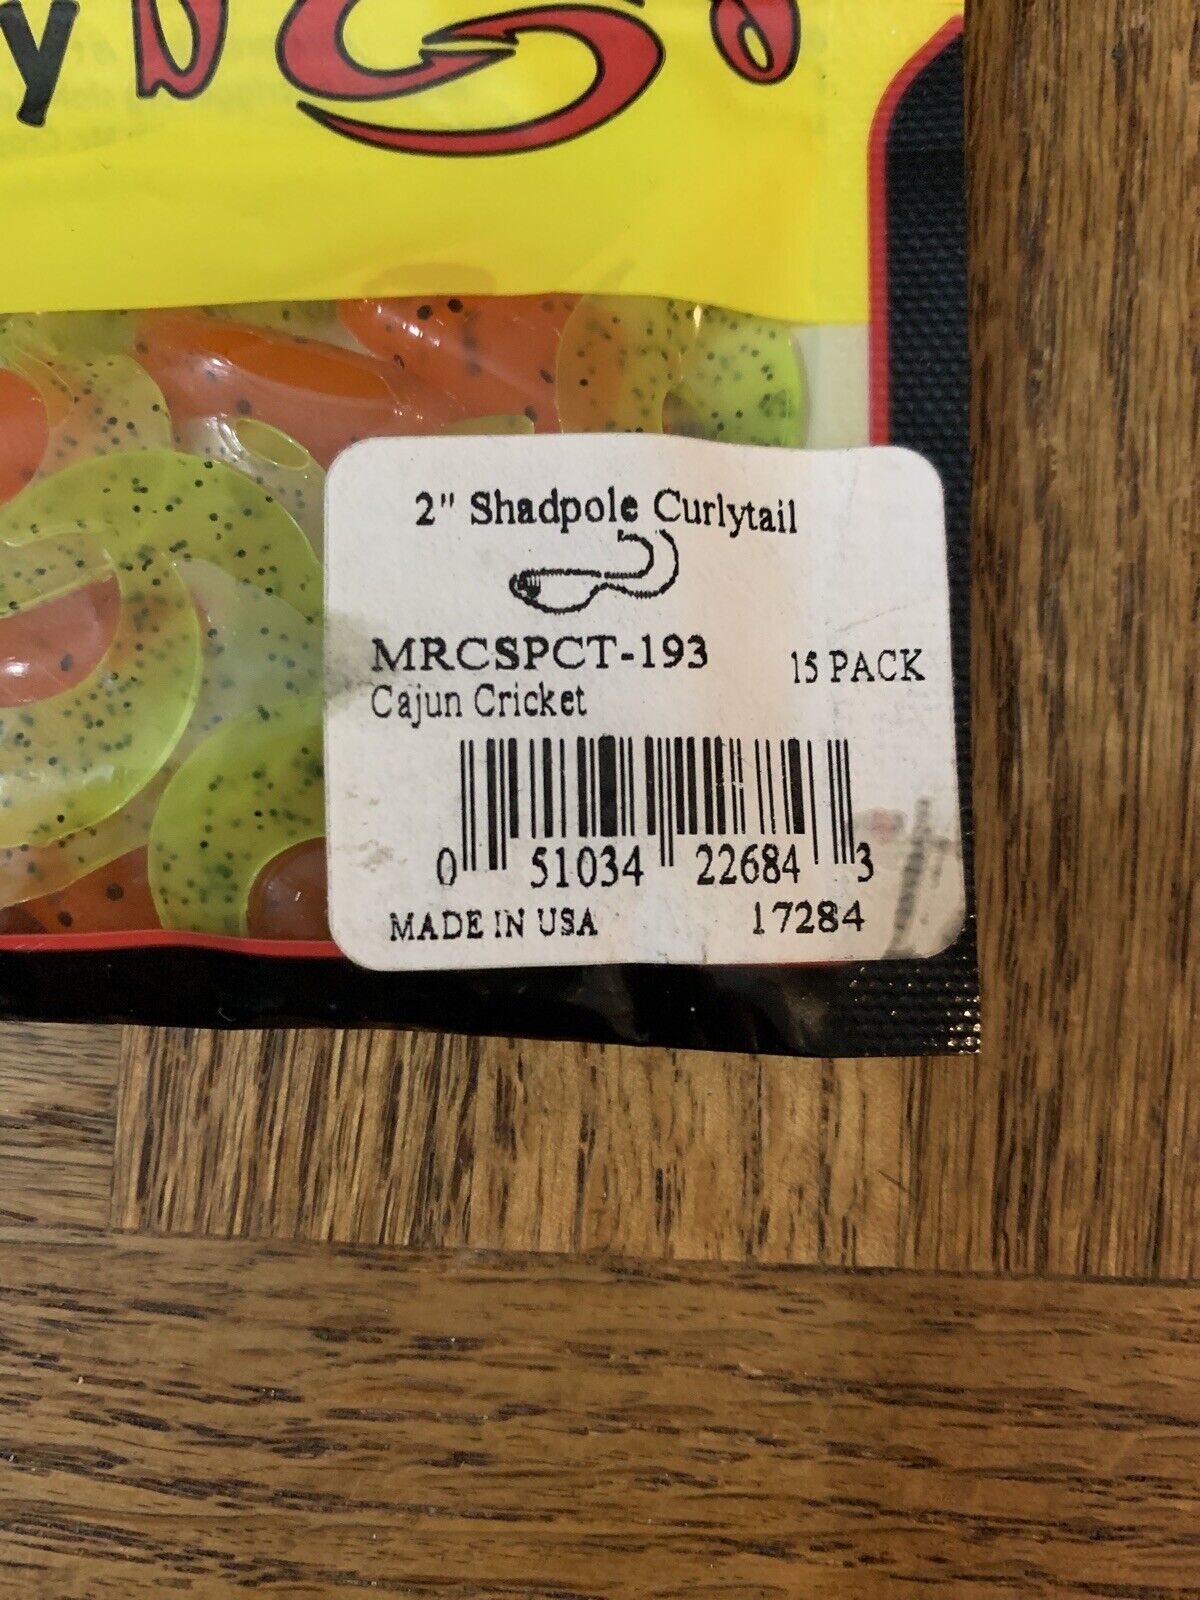 2" Shadpole Curlytail
MRCSPCT-193
15 PACK
Cajun Cricket
0 51034 22684 3
MADE IN USA
17284